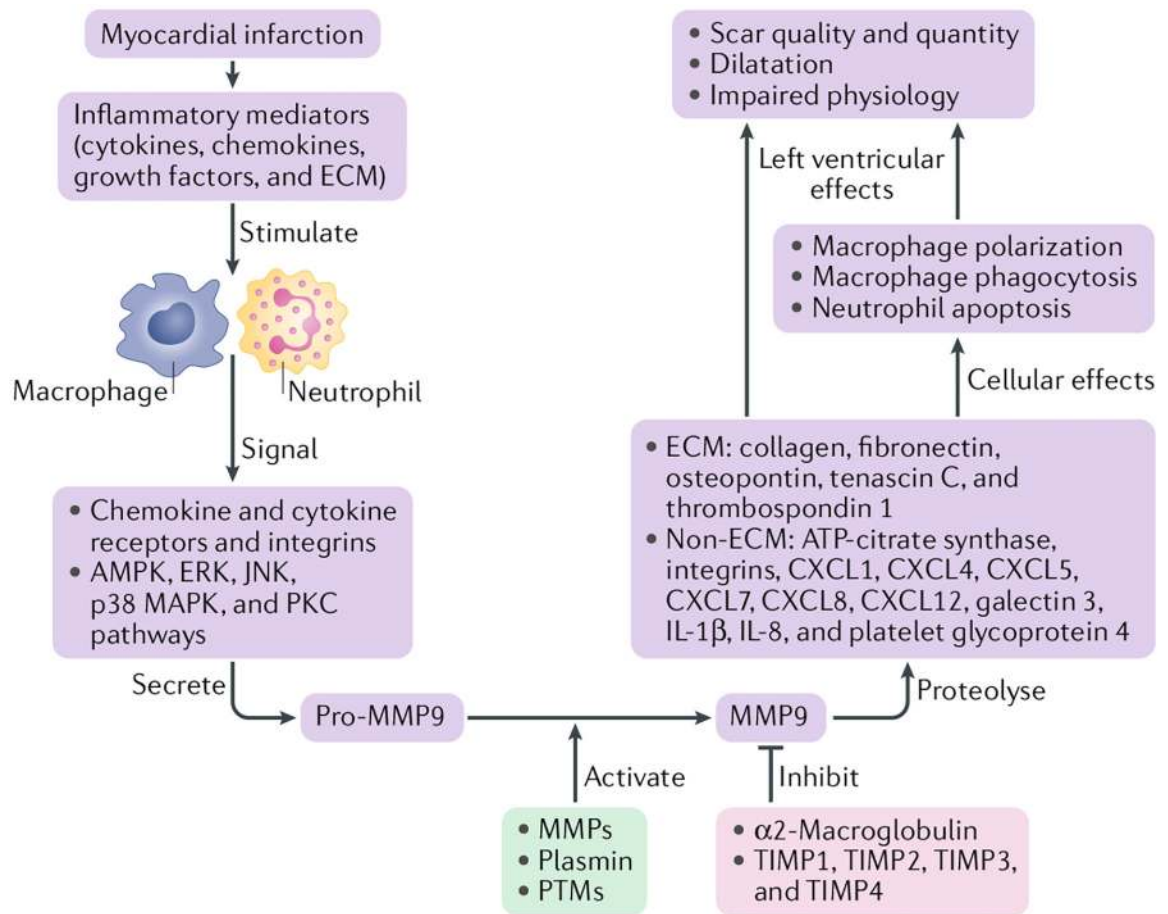 Myocardial infarction
Inflammatory mediators
(cytokines, chemokines,
growth factors, and ECM)
Stimulate
Macrophage
Neutrophil
Signal
• Chemokine and cytokine
receptors and integrins
• AMPK, ERK, JNK,
p38 MAPK, and PKC
pathways
Secrete
Pro-MMP9
Activate
• MMPs
• Plasmin
• PTMs
MMP9
Inhibit
• α2-Macroglobulin
• TIMP1, TIMP2, TIMP3,
and TIMP4
Proteolyse
• ECM: collagen, fibronectin,
osteopontin, tenascin C, and
thrombospondin 1
• Non-ECM: ATP-citrate synthase,
integrins, CXCL1, CXCL4, CXCL5,
CXCL7, CXCL8, CXCL12, galectin 3,
IL-1β, IL-8, and platelet glycoprotein 4
Cellular effects
• Macrophage polarization
• Macrophage phagocytosis
• Neutrophil apoptosis
Left ventricular
effects
• Scar quality and quantity
• Dilatation
• Impaired physiology